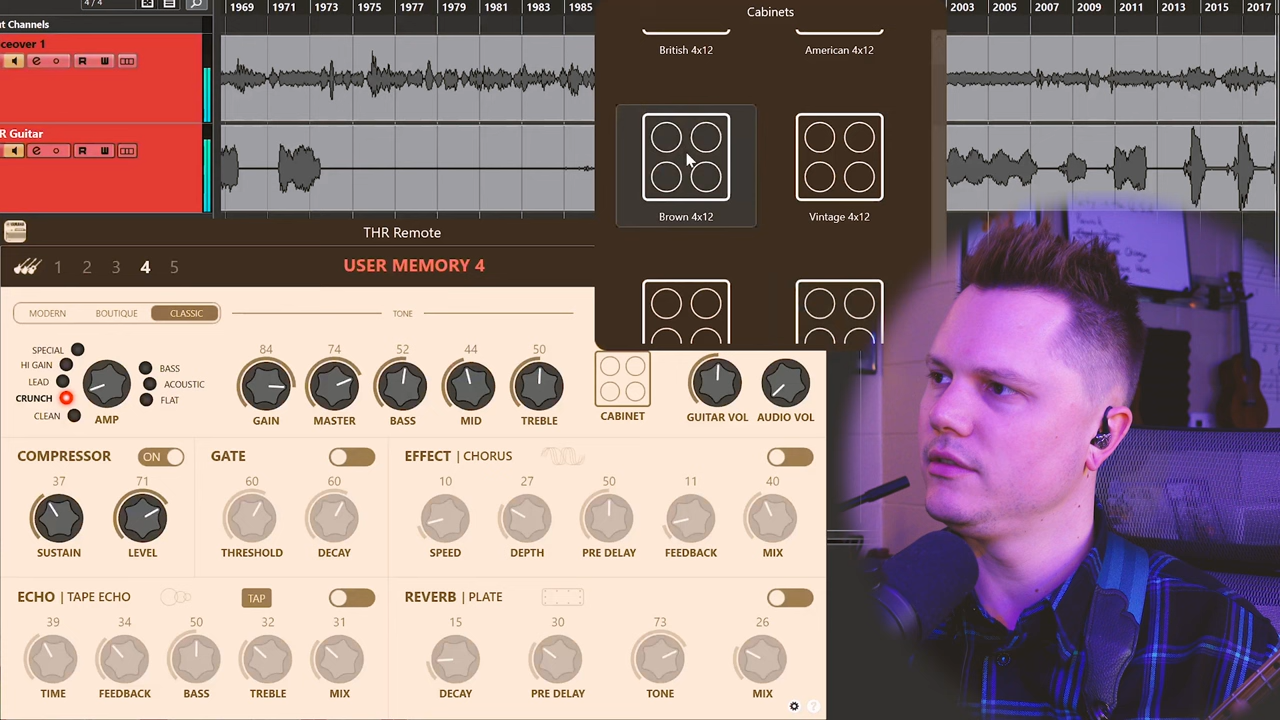 4/4
1969 1971 1973 1975 1977 1979 1981 1983 1985
2003 2005 2007 2009 2011 2013 2015 2017
t Channels
ceover 1
e R W
R Guitar
e R W
Cabinets
British 4x12 American 4x12
Brown 4x12 Vintage 4x12
THR Remote
1 2 3 4 5
USER MEMORY 4
MODERN BOUTIQUE CLASSIC
TONE
SPECIAL
HI GAIN
LEAD
CRUNCH
CLEAN
AMP
BASS
ACOUSTIC
FLAT
84 74 52 44 50
GAIN MASTER BASS MID TREBLE
CABINET
GUITAR VOL AUDIO VOL
COMPRESSOR ON
37 71
SUSTAIN LEVEL
GATE
60 60
THRESHOLD DECAY
EFFECT | CHORUS
10 27 50 11 40
SPEED DEPTH PRE DELAY FEEDBACK MIX
ECHO | TAPE ECHO TAP
39 34 50 32 31
TIME FEEDBACK BASS TREBLE MIX
REVERB | PLATE
15 30 73 26
DECAY PRE DELAY TONE MIX
?